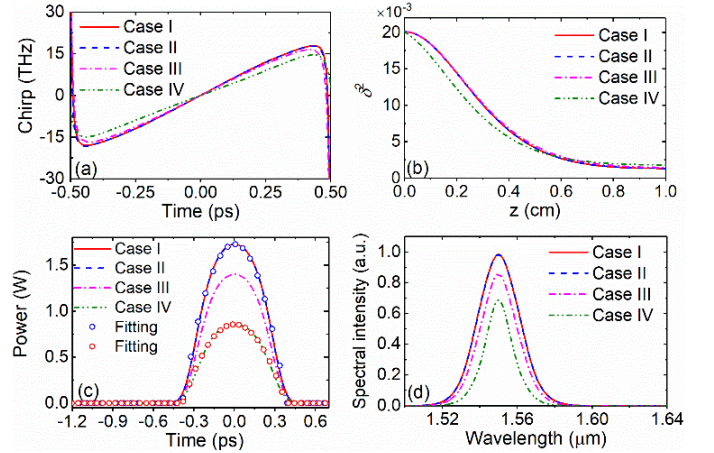 30
15
0
-15
-30
Chirp (THz)
Case I
Case II
Case III
Case IV
(a)
-0.50 -0.25 0.00 0.25 0.50
Time (ps)
×10⁻³
20
15
10
5
0
Case I
Case II
Case III
Case IV
(b)
0.0 0.2 0.4 0.6 0.8 1.0
z (cm)
1.5
1.0
0.5
0.0
Power (W)
Case I
Case II
Case III
Case IV
Fitting
Fitting
(c)
-1.2 -0.9 -0.6 -0.3 0.0 0.3 0.6
Time (ps)
1.0
0.8
0.6
0.4
0.2
0.0
Spectral intensity (a.u.)
Case I
Case II
Case III
Case IV
(d)
1.52 1.56 1.60 1.64
Wavelength (μm)